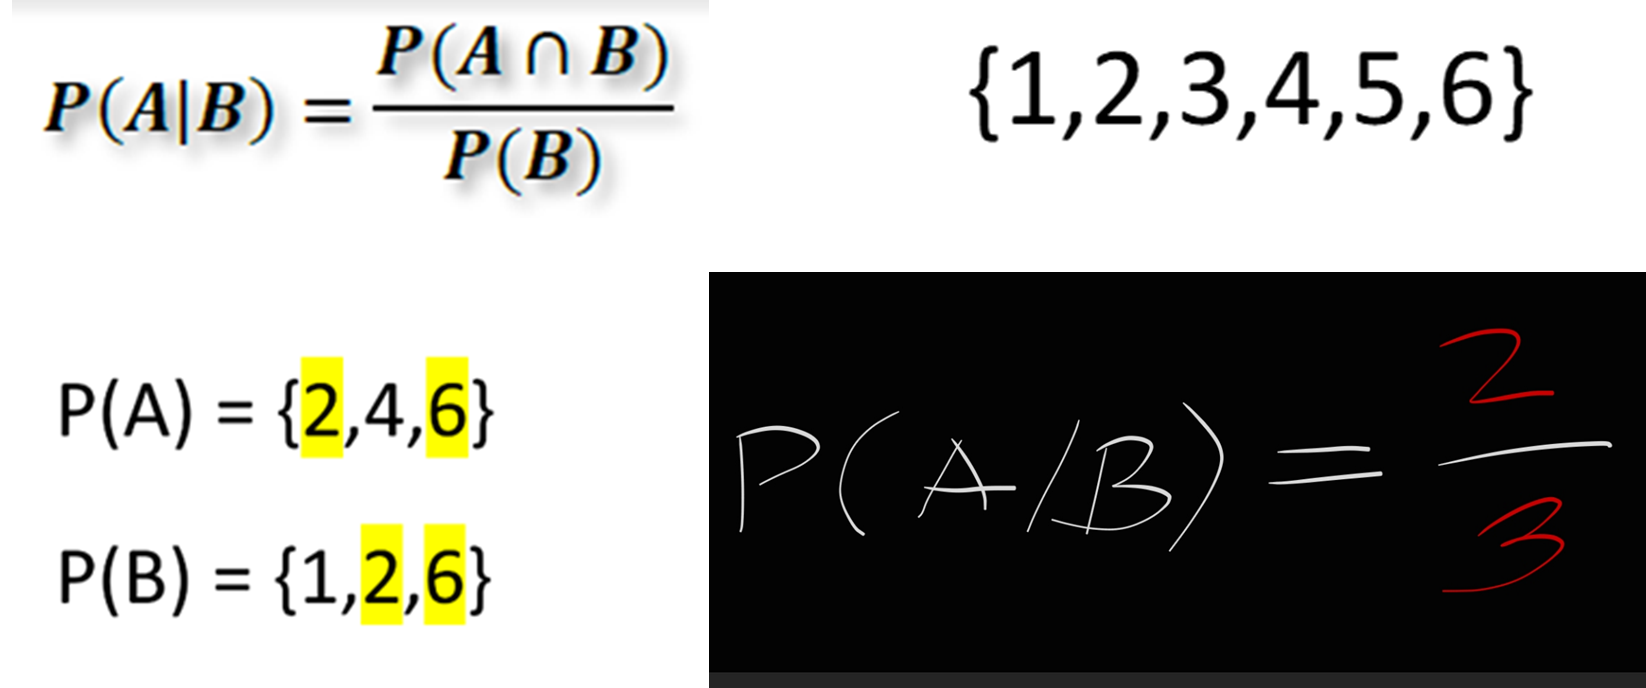 P(A|B) = P(A ∩ B) / P(B)
{1,2,3,4,5,6}
P(A) = {2,4,6}
P(B) = {1,2,6}
P(A/B) = 2 / 3